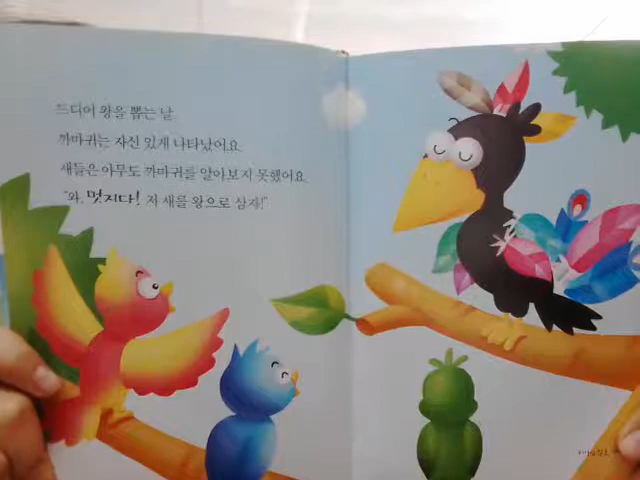 드디어 왕을 뽑는 날.
까마귀는 자신 있게 나타났어요.
새들은 아무도 까마귀를 알아보지 못했어요.
"와, 멋지다! 저 새를 왕으로 삼자!"